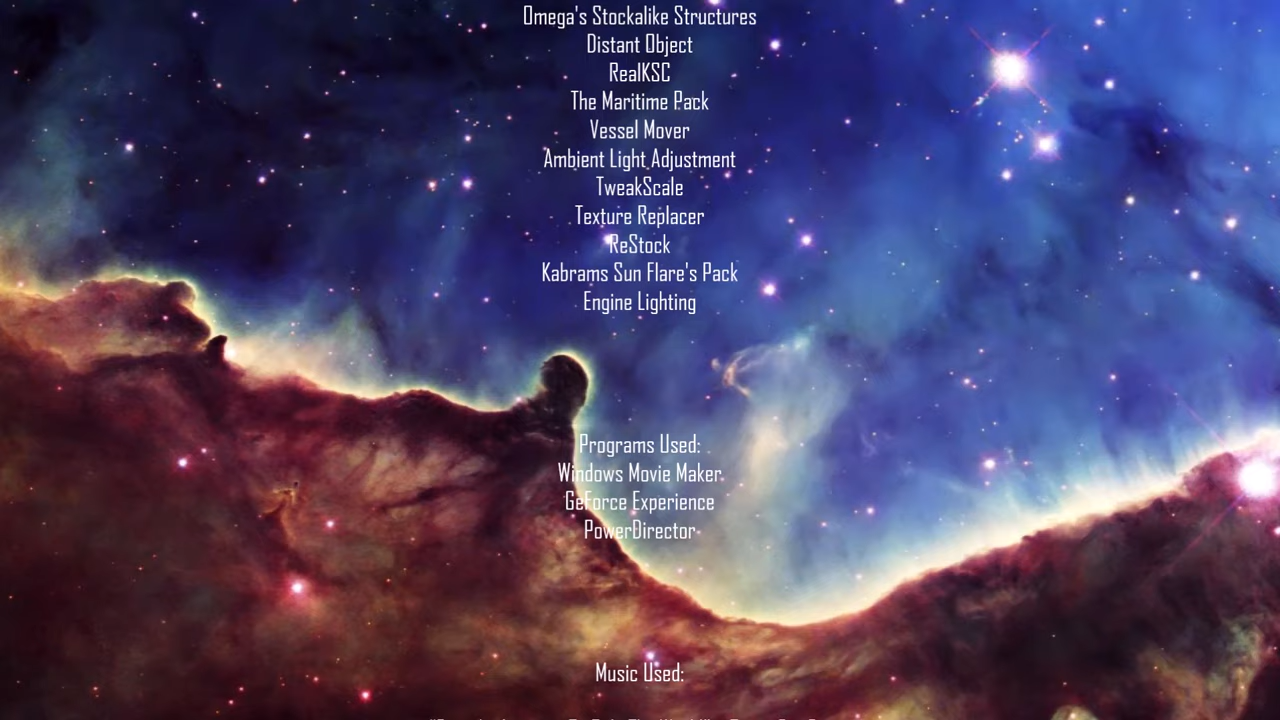 Omega's Stockalike Structures
Distant Object
RealKSC
The Maritime Pack
Vessel Mover
Ambient Light Adjustment
TweakScale
Texture Replacer
ReStock
Kabrams Sun Flare's Pack
Engine Lighting
Programs Used:
Windows Movie Maker
GeForce Experience
PowerDirector
Music Used: